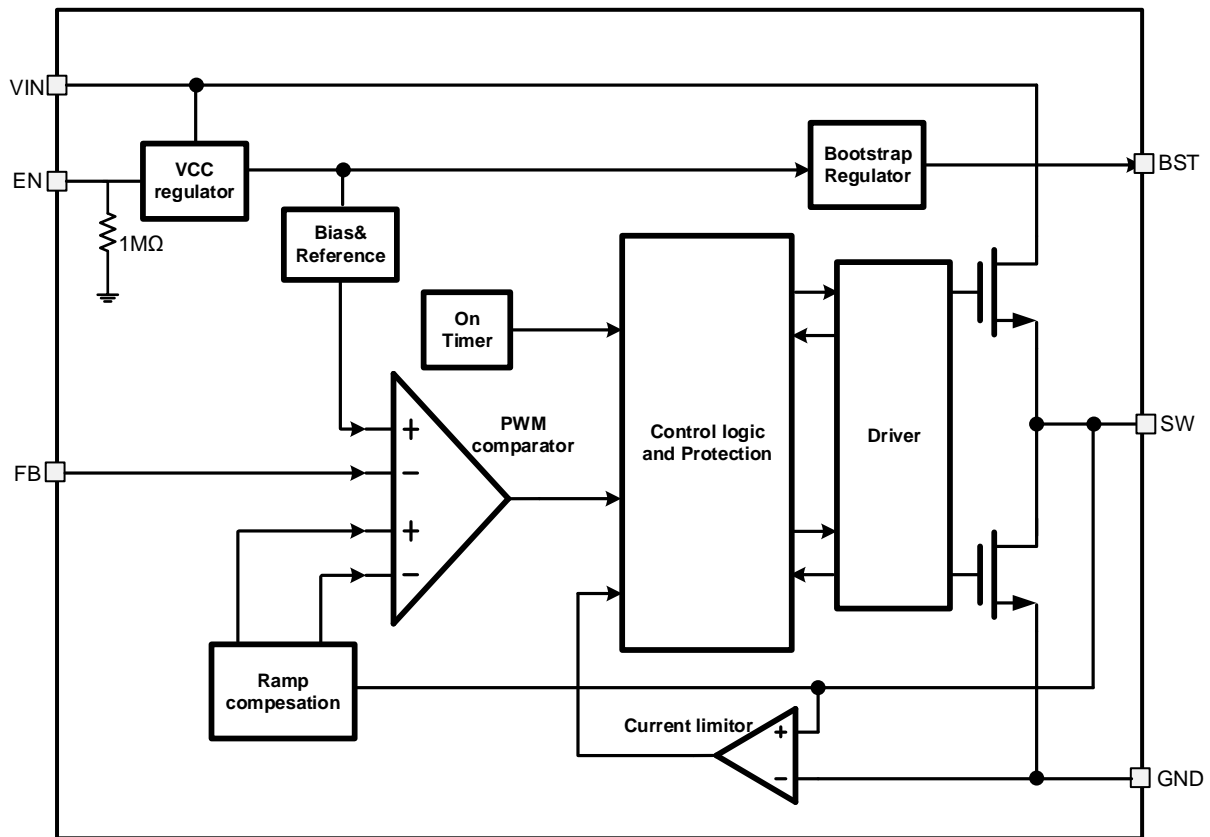 VIN
VCC
regulator
EN
1MΩ
Bias&
Reference
Bootstrap
Regulator
BST
On
Timer
PWM
comparator
+
−
+
−
FB
Control logic
and Protection
Driver
SW
Ramp
compesation
Current limitor
+
−
GND